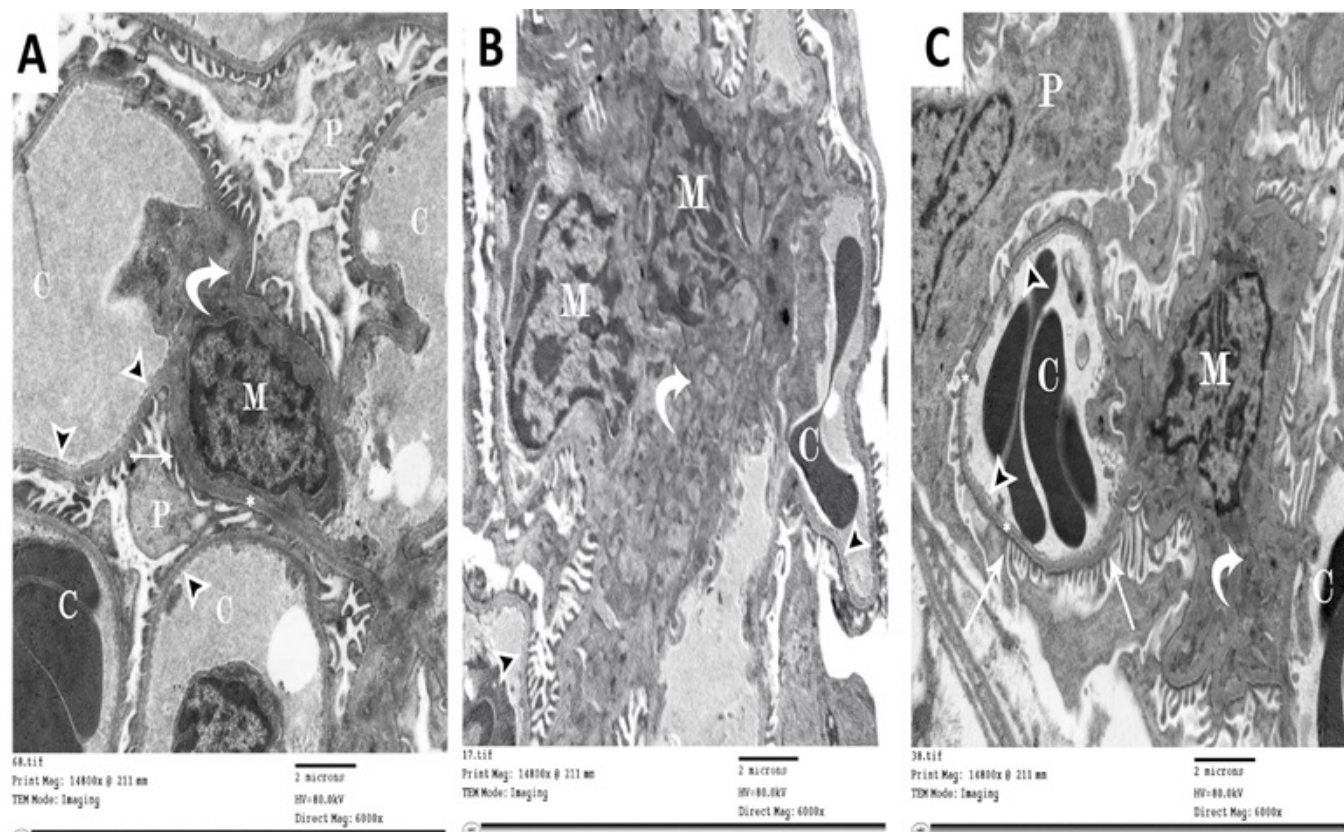 A
P
C
C
M
P
C
C
68.tif
Print Mag: 14800x @ 211 mm
TEM Mode: Imaging
2 microns
HV=80.0kV
Direct Mag: 6000x
B
M
M
C
17.tif
Print Mag: 14800x @ 211 mm
TEM Mode: Imaging
2 microns
HV=80.0kV
Direct Mag: 6000x
C
P
C
M
C
38.tif
Print Mag: 14800x @ 211 mm
TEM Mode: Imaging
2 microns
HV=80.0kV
Direct Mag: 6000x